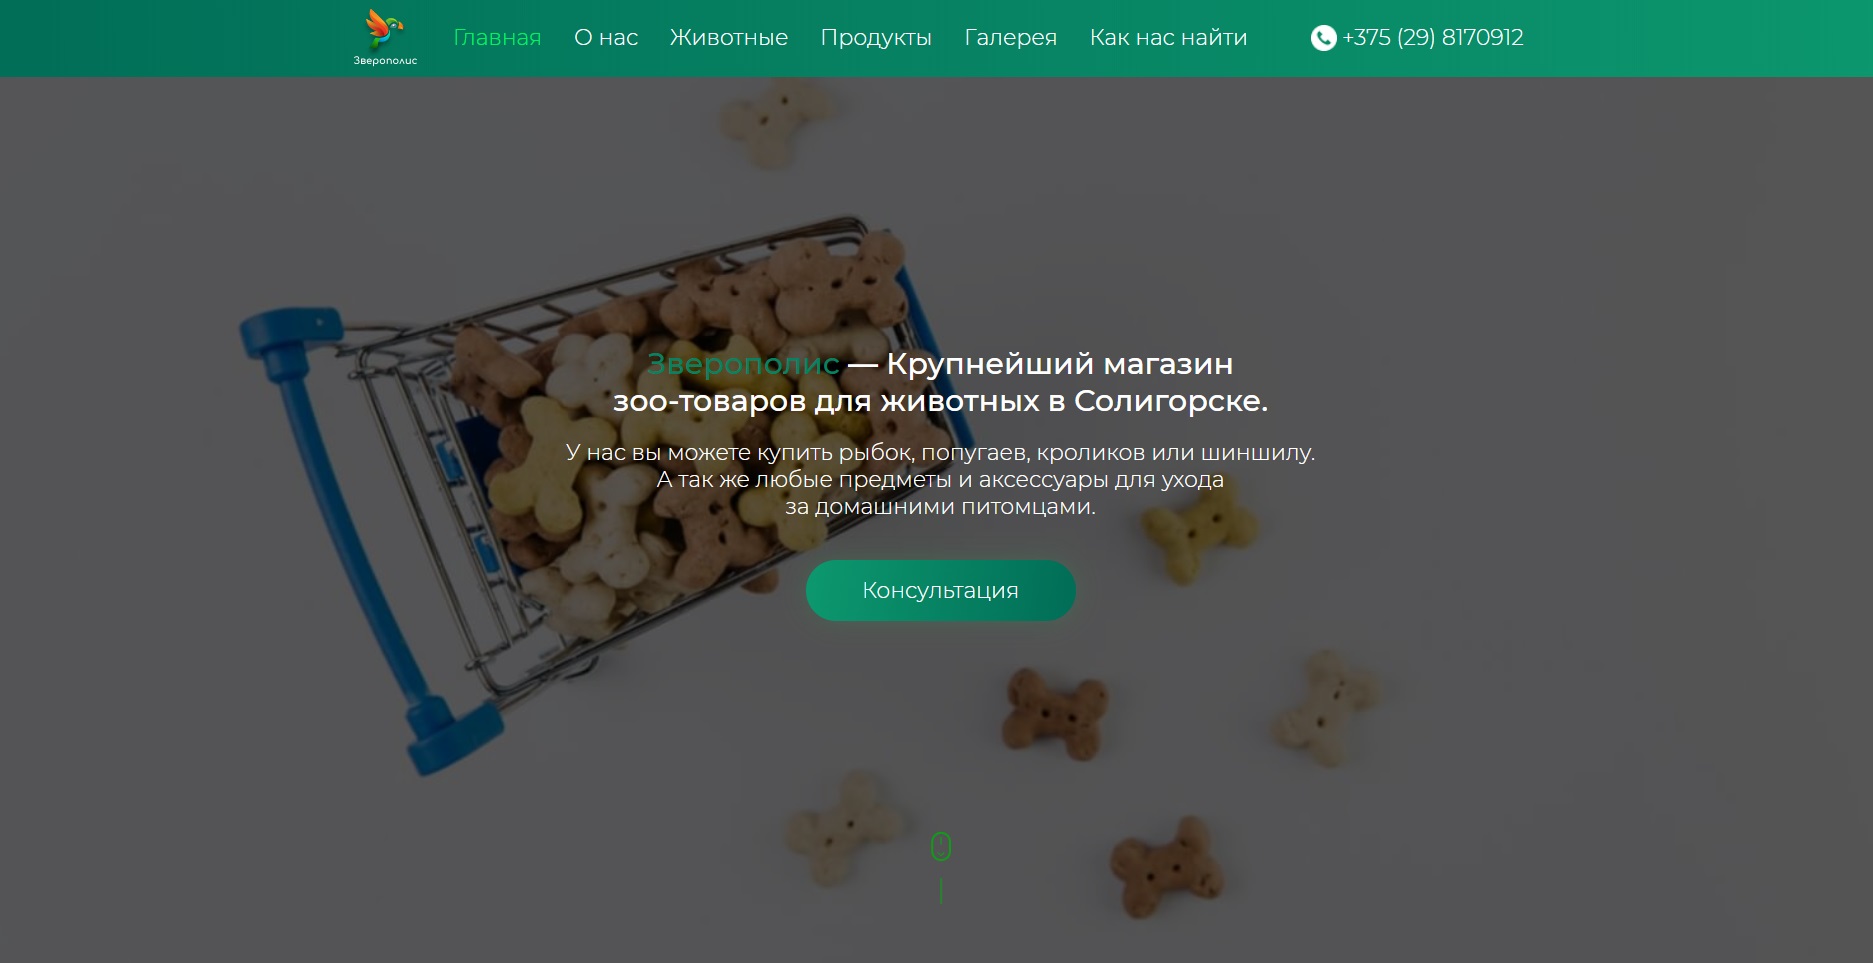 Зверополис
Главная О нас Животные Продукты Галерея Как нас найти +375 (29) 8170912
Зверополис — Крупнейший магазин
зоо-товаров для животных в Солигорске.
У нас вы можете купить рыбок, попугаев, кроликов или шиншилу.
А так же любые предметы и аксессуары для ухода
за домашними питомцами.
Консультация